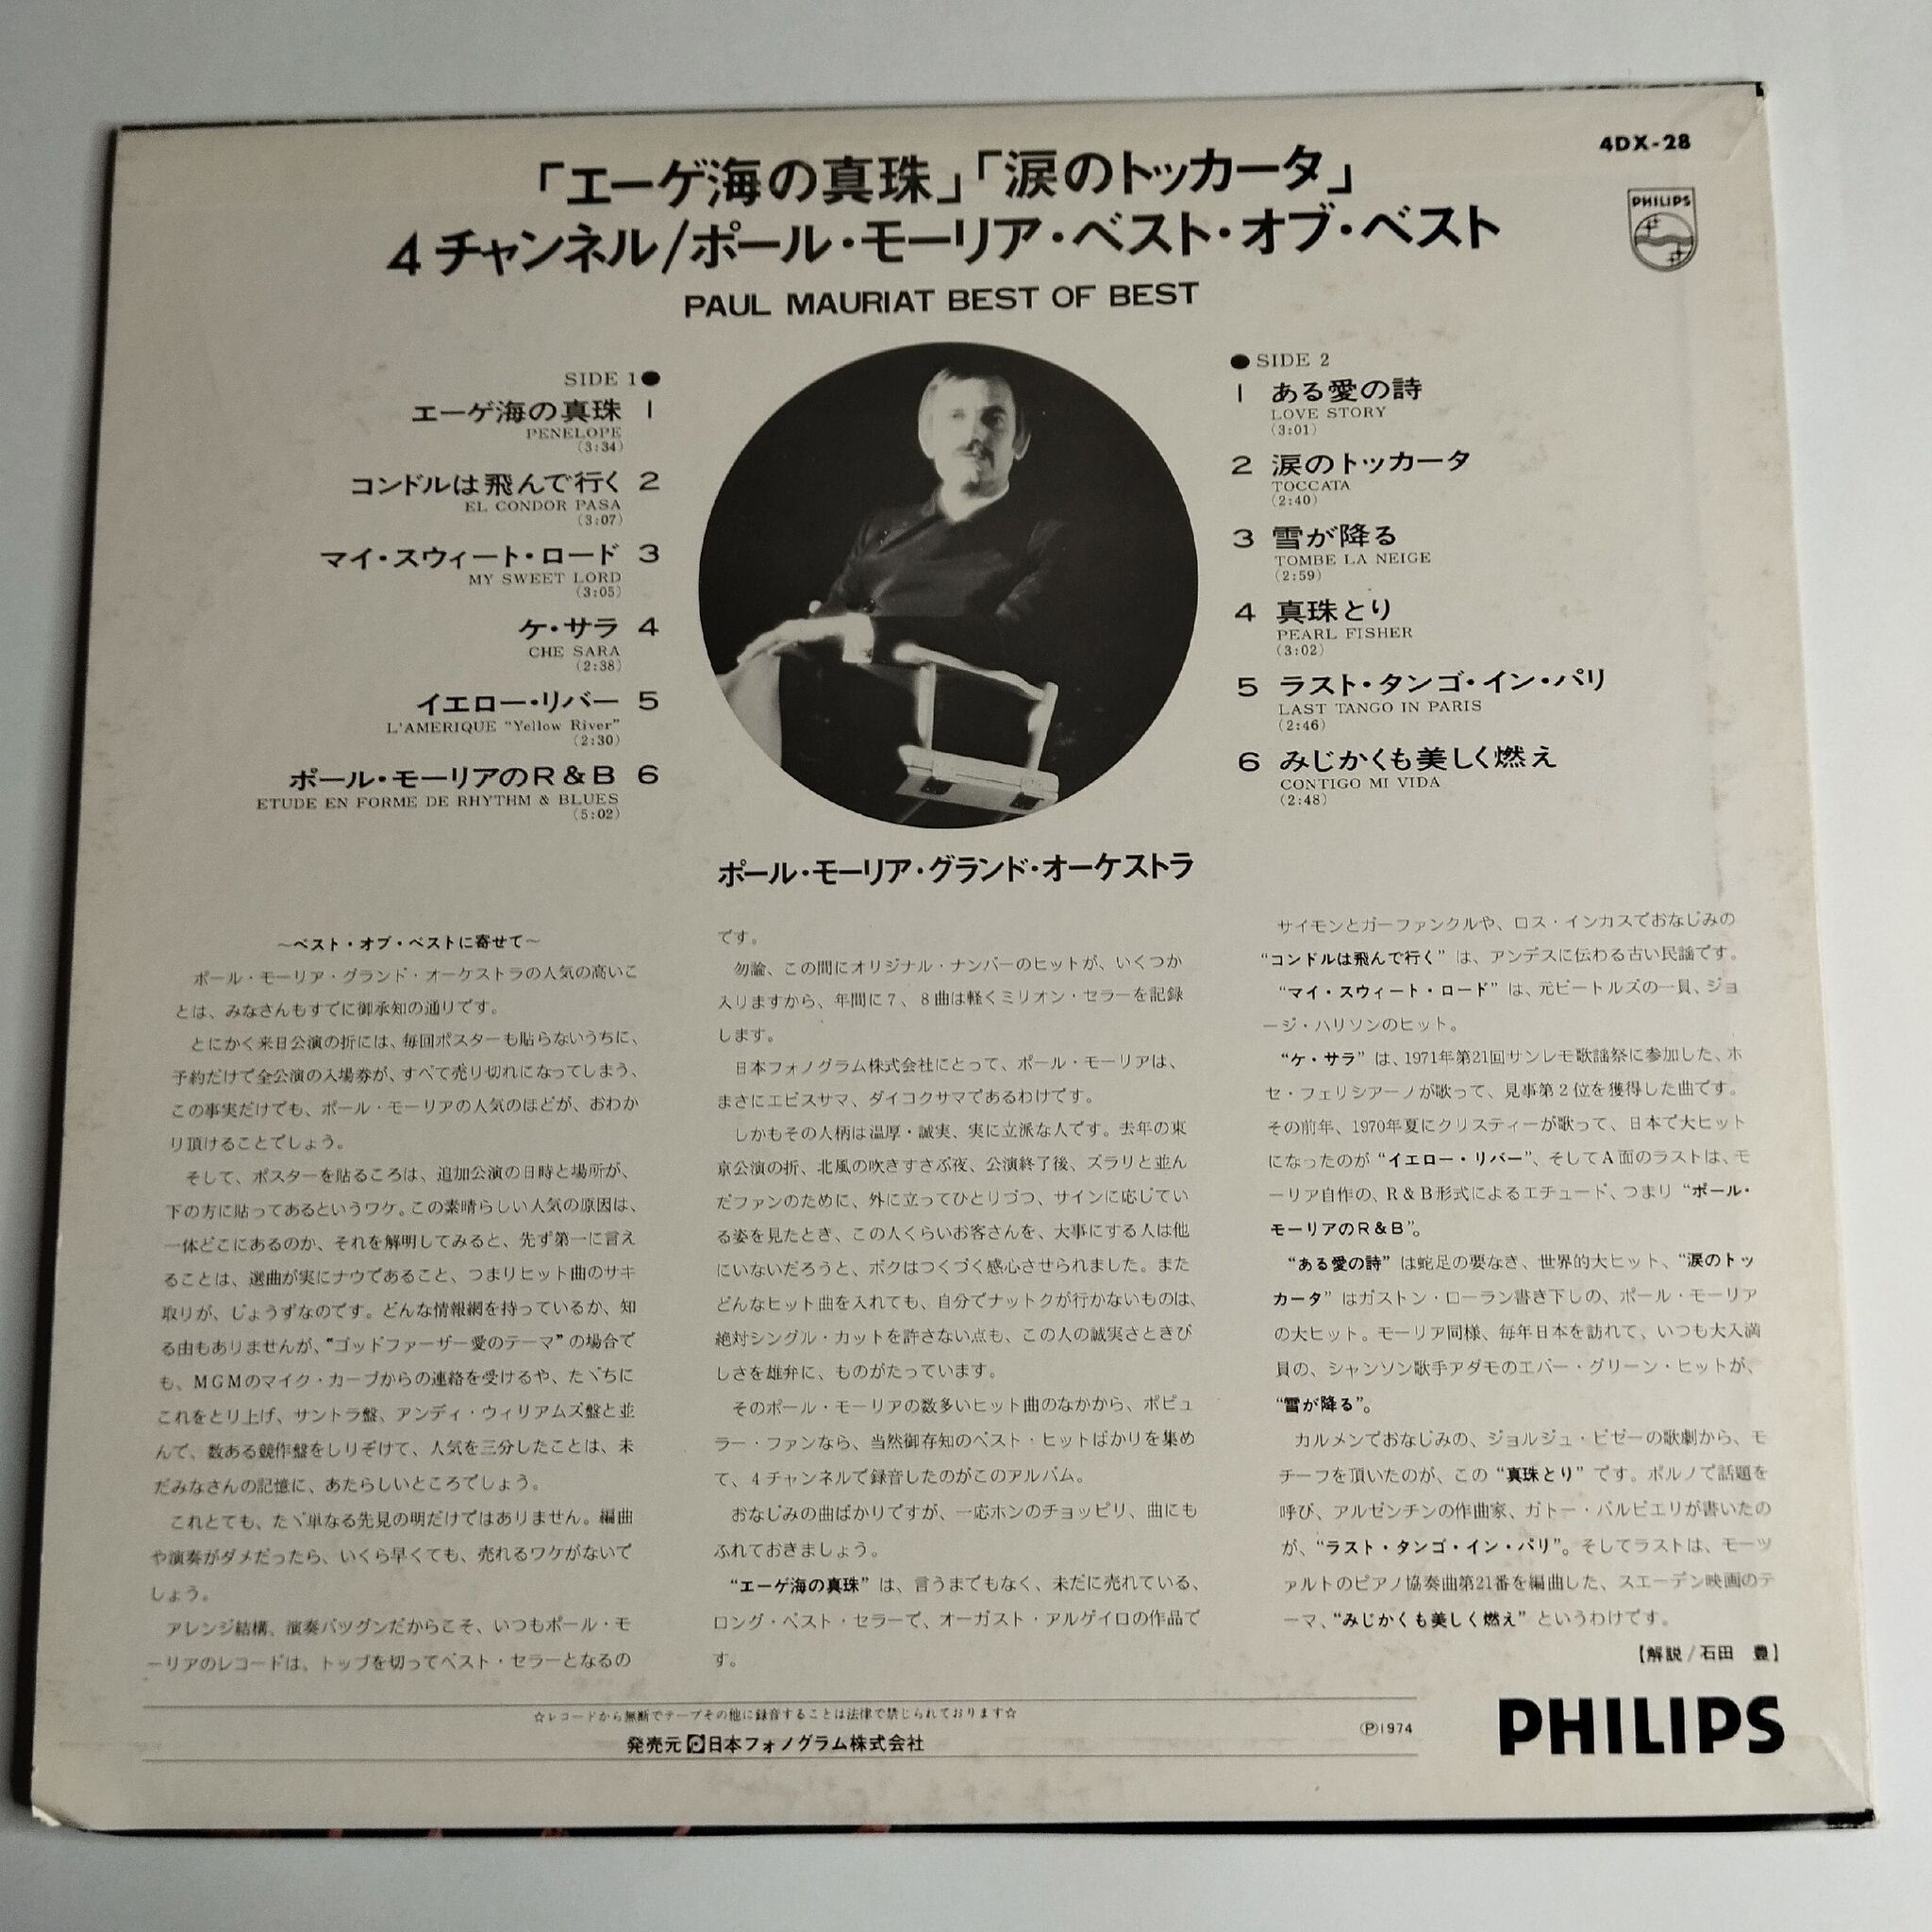 4DX-28
PHILIPS
「エーゲ海の真珠」「涙のトッカータ」
4チャンネル/ポール・モーリア・ベスト・オブ・ベスト
PAUL MAURIAT BEST OF BEST
SIDE 1●
エーゲ海の真珠 1
PENELOPE
(3:34)
コンドルは飛んで行く 2
EL CONDOR PASA
(3:07)
マイ・スウィート・ロード 3
MY SWEET LORD
(3:05)
ケ・サラ 4
CHE SARA
(2:38)
イエロー・リバー 5
L'AMERIQUE "Yellow River"
(2:30)
ポール・モーリアのR&B 6
ETUDE EN FORME DE RHYTHM & BLUES
(5:02)
●SIDE 2
1 ある愛の詩
LOVE STORY
(3:01)
2 涙のトッカータ
TOCCATA
(2:40)
3 雪が降る
TOMBE LA NEIGE
(2:59)
4 真珠とり
PEARL FISHER
(3:02)
5 ラスト・タンゴ・イン・パリ
LAST TANGO IN PARIS
(2:46)
6 みじかくも美しく燃え
CONTIGO MI VIDA
(2:48)
ポール・モーリア・グランド・オーケストラ
〜ベスト・オブ・ベストに寄せて〜
ポール・モーリア・グランド・オーケストラの人気の高いこ
とは、みなさんもすでに御承知の通りです。
とにかく来日公演の折には、毎回ポスターも貼らないうちに、
予約だけで全公演の入場券が、すべて売り切れになってしまう、
この事実だけでも、ポール・モーリアの人気のほどが、おわか
り頂けることでしょう。
そして、ポスターを貼るころは、追加公演の日時と場所が、
下の方に貼ってあるというワケ。この素晴らしい人気の原因は、
一体どこにあるのか、それを解明してみると、先ず第一に言え
ることは、選曲が実にナウであること、つまりヒット曲のサキ
取りが、じょうずなのです。どんな情報網を持っているか、知
る由もありませんが、“ゴッドファーザー愛のテーマ”の場合で
も、MGMのマイク・カーブからの連絡を受けるや、たゞちに
これをとり上げ、サントラ盤、アンディ・ウィリアムズ盤と並
んで、数ある競作盤をしりぞけて、人気を三分したことは、未
だみなさんの記憶に、あたらしいところでしょう。
これとても、たゞ単なる先見の明だけではありません。編曲
や演奏がダメだったら、いくら早くても、売れるワケがないで
しょう。
アレンジ結構、演奏バツグンだからこそ、いつもポール・モ
ーリアのレコードは、トップを切ってベスト・セラーとなるの
です。
勿論、この間にオリジナル・ナンバーのヒットが、いくつか
入りますから、年間に7、8曲は軽くミリオン・セラーを記録
します。
日本フォノグラム株式会社にとって、ポール・モーリアは、
まさにエビスサマ、ダイコクサマであるわけです。
しかもその人柄は温厚・誠実、実に立派な人です。去年の東
京公演の折、北風の吹きすさぶ夜、公演終了後、ズラリと並ん
だファンのために、外に立ってひとりづつ、サインに応じてい
る姿を見たとき、この人くらいお客さんを、大事にする人は他
にいないだろうと、ボクはつくづく感心させられました。また
どんなヒット曲を入れても、自分でナットクが行かないものは、
絶対シングル・カットを許さない点も、この人の誠実さときび
しさを雄弁に、ものがたっています。
そのポール・モーリアの数多いヒット曲のなかから、ポピュ
ラー・ファンなら、当然御存知のベスト・ヒットばかりを集め
て、4チャンネルで録音したのがこのアルバム。
おなじみの曲ばかりですが、一応ホンのチョッピリ、曲にも
ふれておきましょう。
“エーゲ海の真珠”は、言うまでもなく、未だに売れている、
ロング・ベスト・セラーで、オーガスト・アルゲイロの作品で
す。
サイモンとガーファンクルや、ロス・インカスでおなじみの
“コンドルは飛んで行く”は、アンデスに伝わる古い民謡です。
“マイ・スウィート・ロード”は、元ビートルズの一員、ジョ
ージ・ハリソンのヒット。
“ケ・サラ”は、1971年第21回サンレモ歌謡祭に参加した、ホ
セ・フェリシアーノが歌って、見事第2位を獲得した曲です。
その前年、1970年夏にクリスティーが歌って、日本で大ヒット
になったのが“イエロー・リバー”、そしてA面のラストは、モ
ーリア自作の、R&B形式によるエチュード、つまり“ポール・
モーリアのR&B”。
“ある愛の詩”は蛇足の要なき、世界的大ヒット、“涙のトッ
カータ”はガストン・ローラン書き下しの、ポール・モーリア
の大ヒット。モーリア同様、毎年日本を訪れて、いつも大入満
員の、シャンソン歌手アダモのエバー・グリーン・ヒットが、
“雪が降る”。
カルメンでおなじみの、ジョルジュ・ビゼーの歌劇から、モ
チーフを頂いたのが、この“真珠とり”です。ポルノで話題を
呼び、アルゼンチンの作曲家、ガトー・バルビエリが書いたの
が、“ラスト・タンゴ・イン・パリ”。そしてラストは、モーツ
ァルトのピアノ協奏曲第21番を編曲した、スエーデン映画のテ
ーマ、“みじかくも美しく燃え”というわけです。
【解説/石田 豊】
☆レコードから無断でテープその他に録音することは法律で禁じられております☆
発売元 日本フォノグラム株式会社
Ⓟ1974
PHILIPS